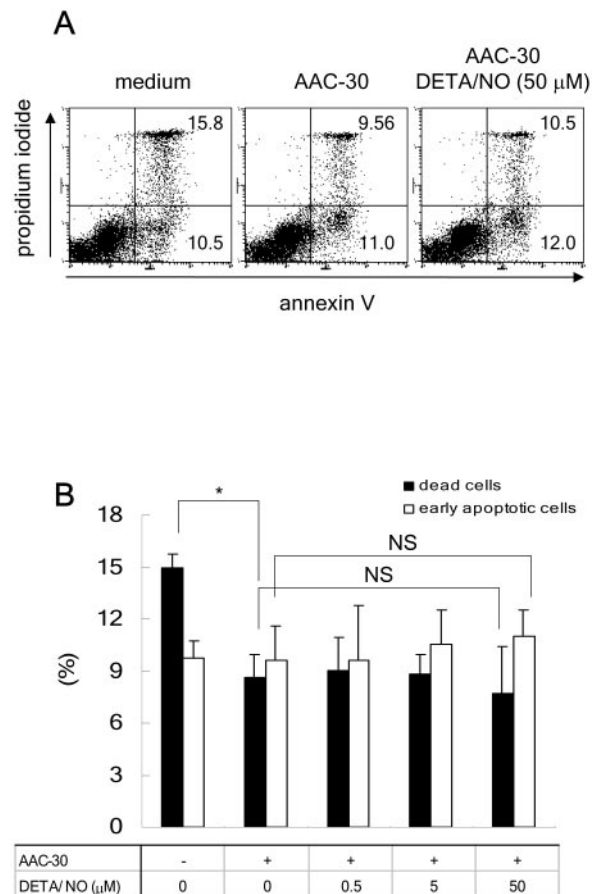 A
medium
AAC-30
AAC-30
DETA/NO (50 μM)
propidium iodide
15.8
10.5
9.56
11.0
10.5
12.0
annexin V
B
dead cells
early apoptotic cells
(%)
18
15
12
9
6
3
0
*
NS
NS
AAC-30 - + + + +
DETA/NO (μM) 0 0 0.5 5 50